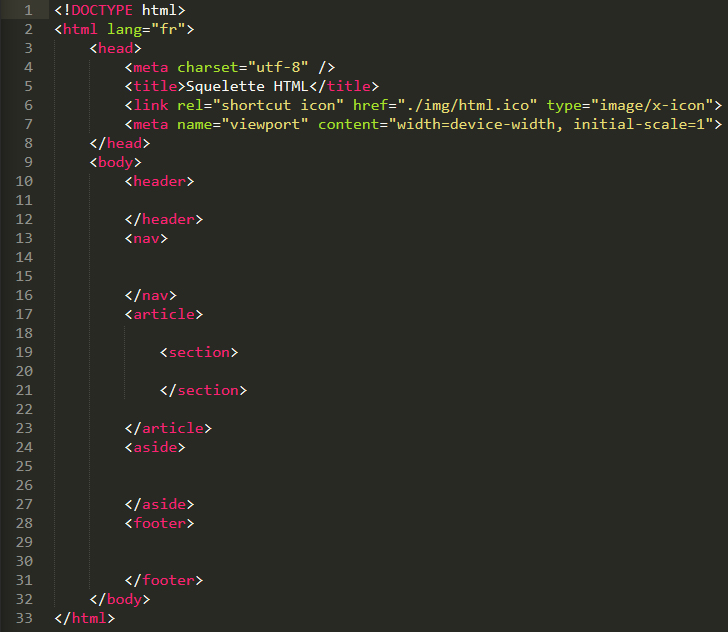 1 <!DOCTYPE html>
2 <html lang="fr">
3     <head>
4         <meta charset="utf-8" />
5         <title>Squelette HTML</title>
6         <link rel="shortcut icon" href="./img/html.ico" type="image/x-icon">
7         <meta name="viewport" content="width=device-width, initial-scale=1">
8     </head>
9     <body>
10         <header>
11
12         </header>
13         <nav>
14
15
16         </nav>
17         <article>
18
19             <section>
20
21             </section>
22
23         </article>
24         <aside>
25
26
27         </aside>
28         <footer>
29
30
31         </footer>
32     </body>
33 </html>